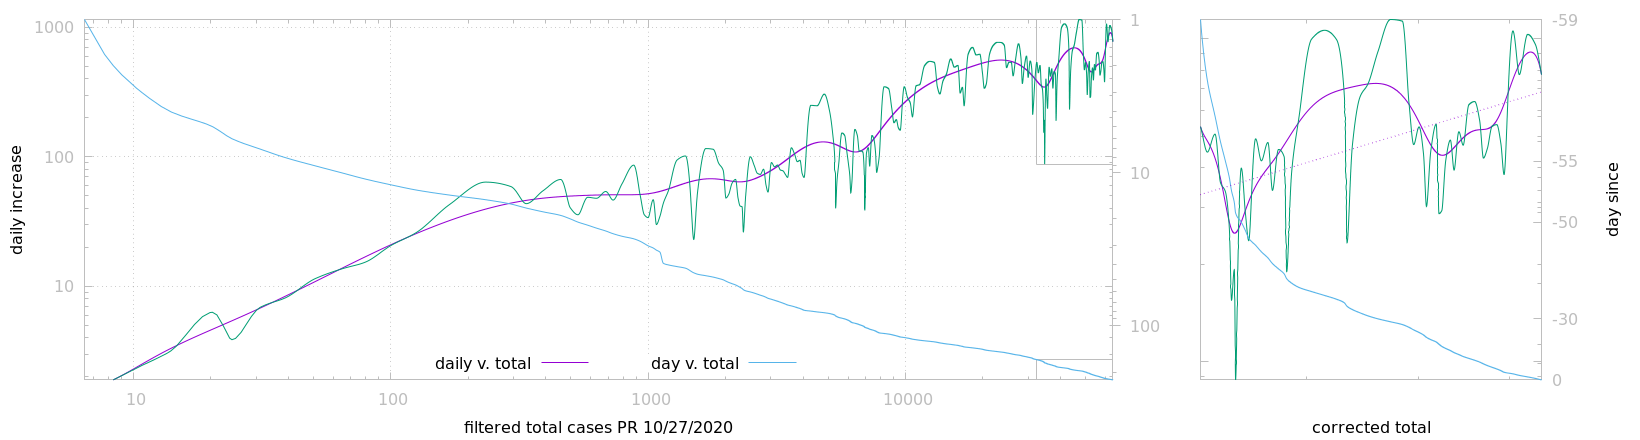 1000
100
10
daily increase
10
100
1000
10000
filtered total cases PR 10/27/2020
daily v. total
day v. total
1
10
100
-59
-55
-50
-30
0
day since
corrected total